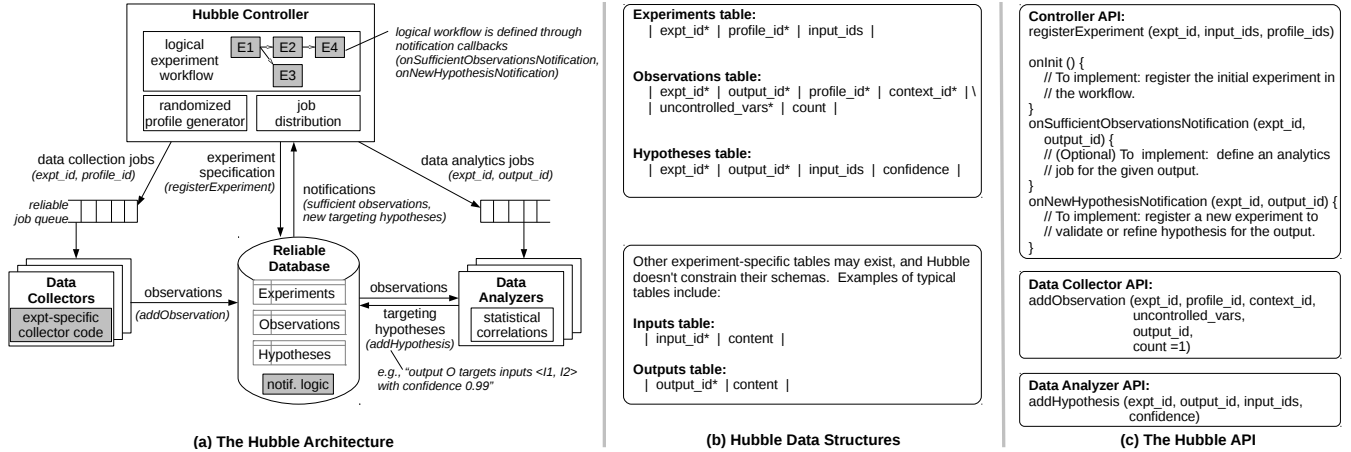 Hubble Controller
logical
experiment
workflow
E1
E2
E4
E3
randomized
profile generator
job
distribution
logical workflow is defined through
notification callbacks
(onSufficientObservationsNotification,
onNewHypothesisNotification)
data collection jobs
(expt_id, profile_id)
experiment
specification
(registerExperiment)
notifications
(sufficient observations,
new targeting hypotheses)
data analytics jobs
(expt_id, output_id)
reliable
job queue
Data
Collectors
expt-specific
collector code
observations
(addObservation)
Reliable
Database
Experiments
Observations
Hypotheses
notif. logic
observations
targeting
hypotheses
(addHypothesis)
Data
Analyzers
statistical
correlations
e.g., “output O targets inputs <I1, I2>
with confidence 0.99”
(a) The Hubble Architecture
Experiments table:
| expt_id* | profile_id* | input_ids |
Observations table:
| expt_id* | output_id* | profile_id* | context_id* | \
| uncontrolled_vars* | count |
Hypotheses table:
| expt_id* | output_id* | input_ids | confidence |
Other experiment-specific tables may exist, and Hubble
doesn't constrain their schemas. Examples of typical
tables include:
Inputs table:
| input_id* | content |
Outputs table:
| output_id* | content |
(b) Hubble Data Structures
Controller API:
registerExperiment (expt_id, input_ids, profile_ids)
onInit () {
// To implement: register the initial experiment in
// the workflow.
}
onSufficientObservationsNotification (expt_id,
output_id) {
// (Optional) To implement: define an analytics
// job for the given output.
}
onNewHypothesisNotification (expt_id, output_id) {
// To implement: register a new experiment to
// validate or refine hypothesis for the output.
}
Data Collector API:
addObservation (expt_id, profile_id, context_id,
uncontrolled_vars,
output_id,
count =1)
Data Analyzer API:
addHypothesis (expt_id, output_id, input_ids,
confidence)
(c) The Hubble API